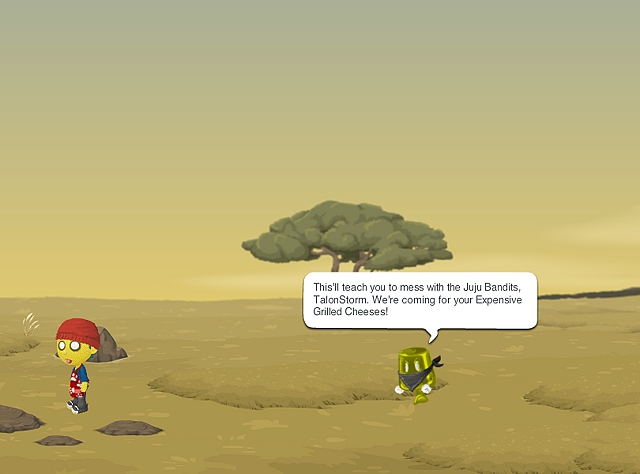 This'll teach you to mess with the Juju Bandits,
TalonStorm. We're coming for your Expensive
Grilled Cheeses!